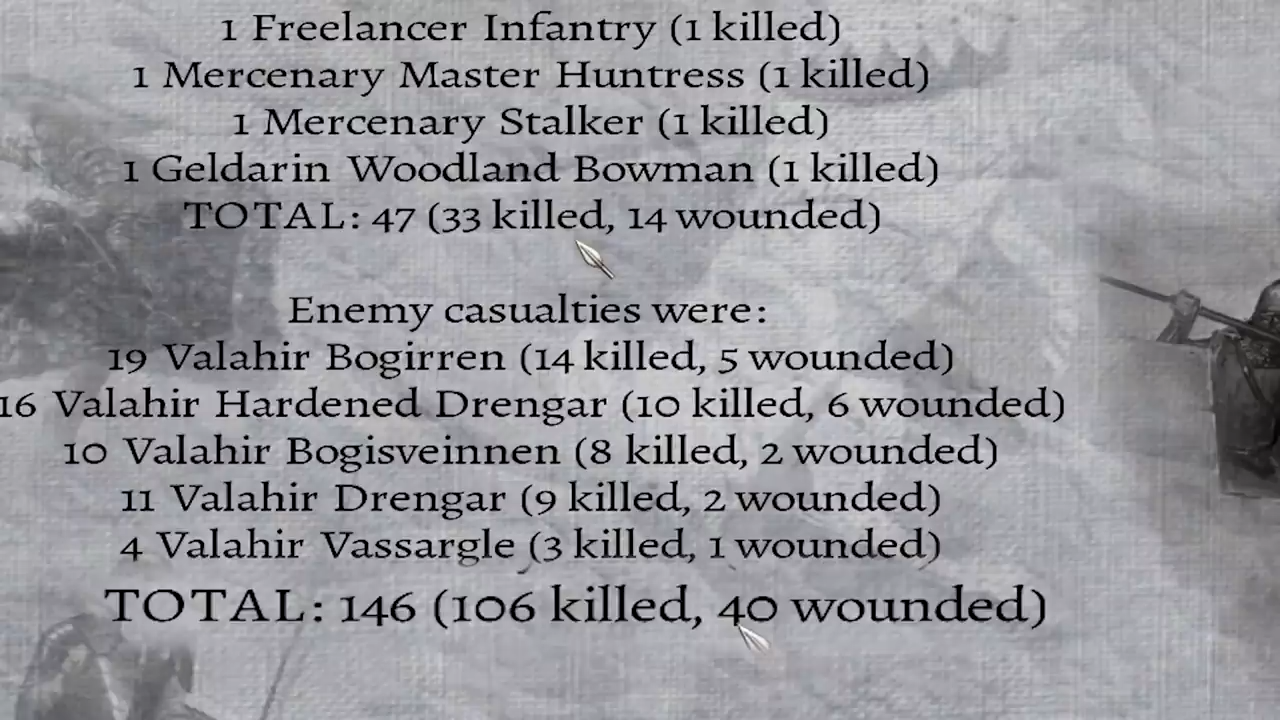 1 Freelancer Infantry (1 killed)
1 Mercenary Master Huntress (1 killed)
1 Mercenary Stalker (1 killed)
1 Geldarin Woodland Bowman (1 killed)
TOTAL: 47 (33 killed, 14 wounded)
Enemy casualties were:
19 Valahir Bogirren (14 killed, 5 wounded)
16 Valahir Hardened Drengar (10 killed, 6 wounded)
10 Valahir Bogisveinnen (8 killed, 2 wounded)
11 Valahir Drengar (9 killed, 2 wounded)
4 Valahir Vassargle (3 killed, 1 wounded)
TOTAL: 146 (106 killed, 40 wounded)